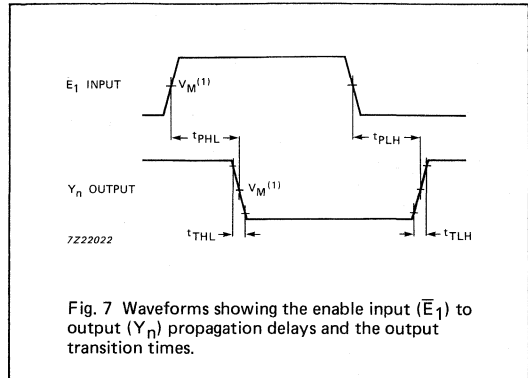 E1 INPUT
VM(1)
tPHL
tPLH
Yn OUTPUT
VM(1)
7Z22022
tTHL
tTLH
Fig. 7 Waveforms showing the enable input (E̅1) to
output (Yn) propagation delays and the output
transition times.